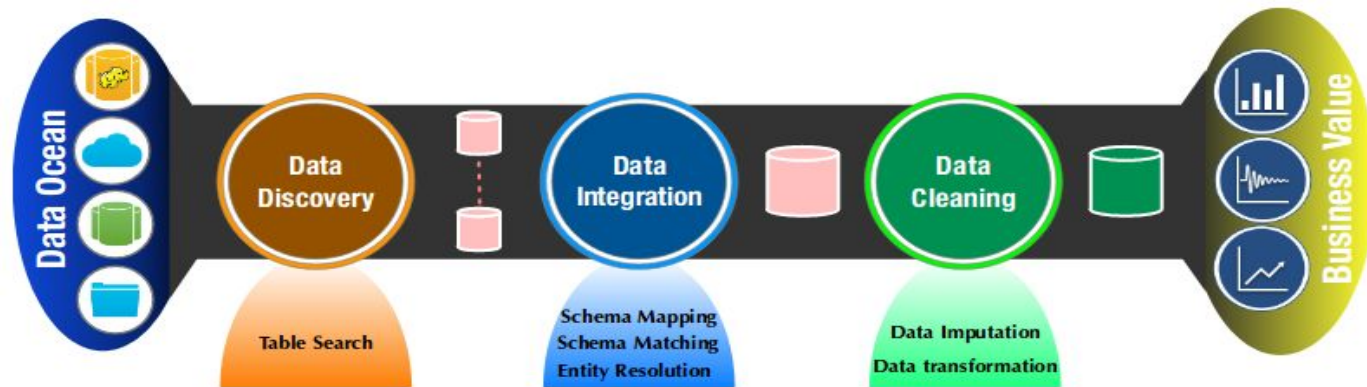 Data Ocean
Data
Discovery
Data
Integration
Data
Cleaning
Business Value
Table Search
Schema Mapping
Schema Matching
Entity Resolution
Data Imputation
Data transformation